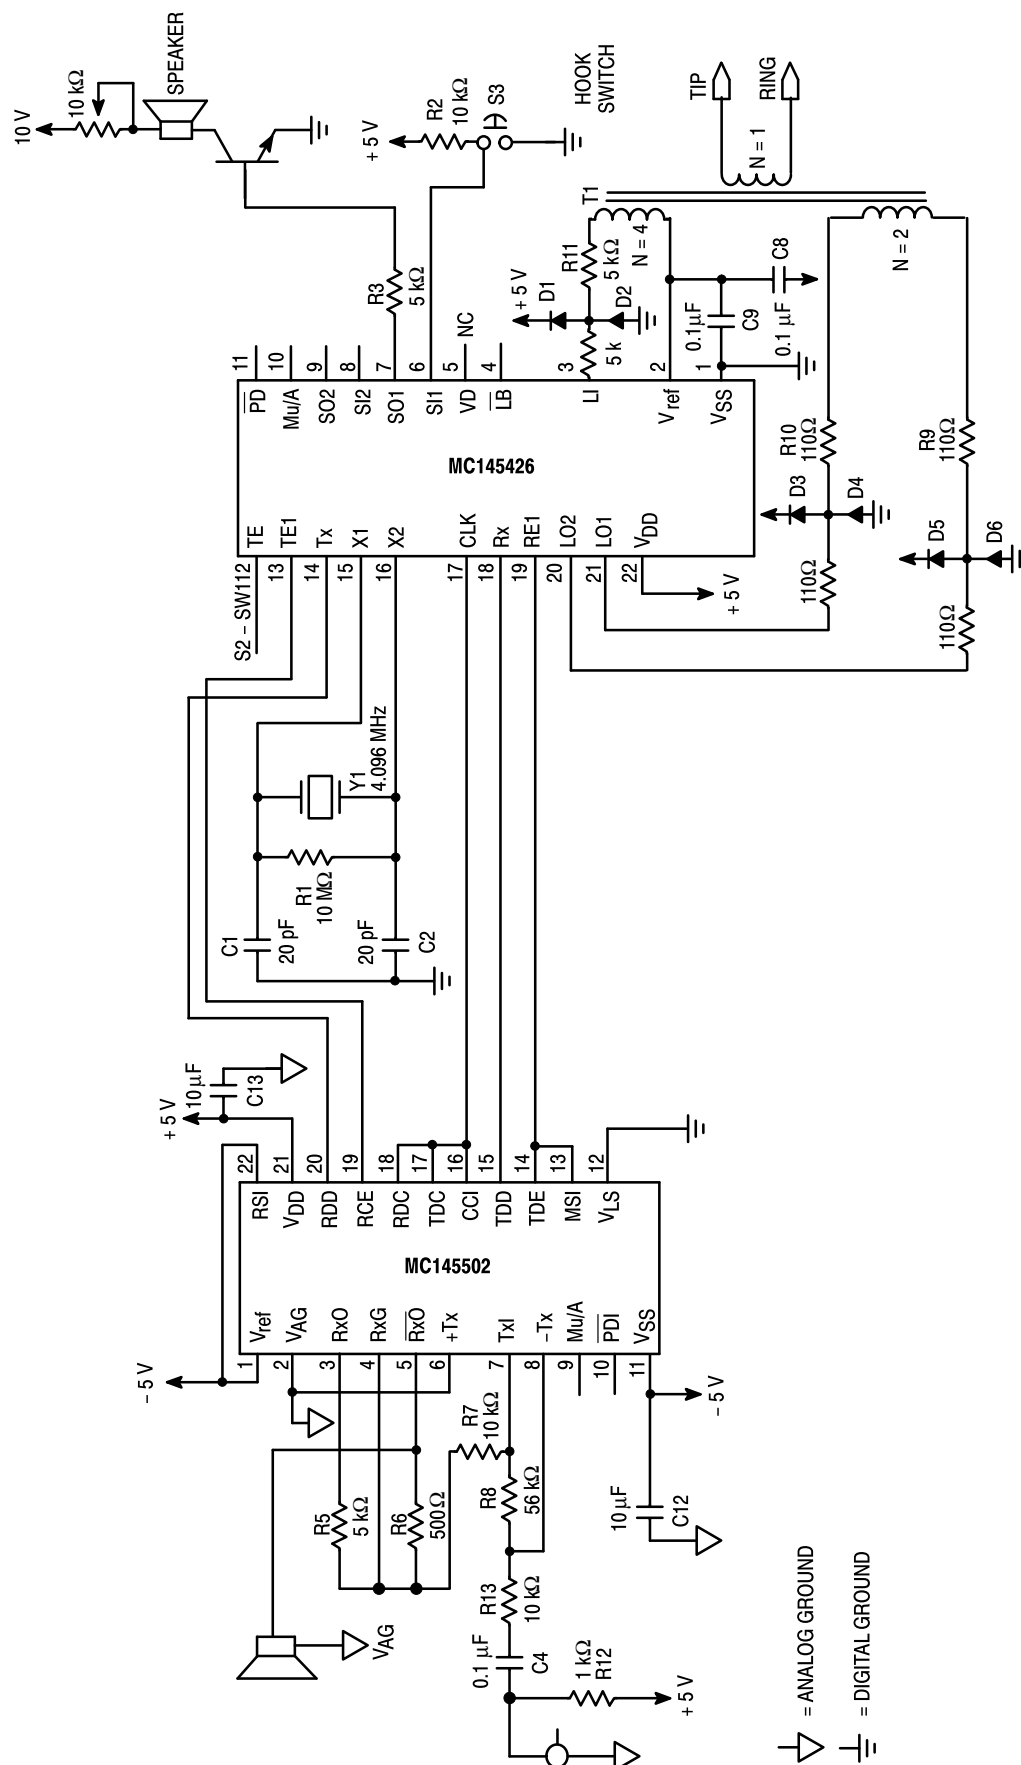 10 V
10 kΩ
SPEAKER
+ 5 V
R2
10 kΩ
S3
HOOK
SWITCH
TIP
RING
N = 1
T1
R3
5 kΩ
R11
5 kΩ
N = 4
N = 2
+ 5 V
D1
D2
5 k
C8
0.1 µF
C9
0.1 µF
NC
11
10
9
8
7
6
5
4
3
2
1
PD
Mu/A
SO2
SI2
SO1
SI1
VD
LB
LI
Vref
VSS
MC145426
TE
TE1
Tx
X1
X2
CLK
Rx
RE1
LO2
LO1
VDD
S2 – SW1
12
13
14
15
16
17
18
19
20
21
22
+ 5 V
R10
110Ω
D3
D4
110Ω
R9
110Ω
D5
D6
110Ω
Y1
4.096 MHz
R1
10 MΩ
C1
20 pF
20 pF
C2
10 µF
C13
+ 5 V
22
21
20
19
18
17
16
15
14
13
12
RSI
VDD
RDD
RCE
RDC
TDC
CCI
TDD
TDE
MSI
VLS
MC145502
Vref
VAG
RxO
RxG
RxO
+Tx
TxI
–Tx
Mu/A
PDI
VSS
1
2
3
4
5
6
7
8
9
10
11
– 5 V
– 5 V
R7
10 kΩ
R5
5 kΩ
R6
500Ω
R8
56 kΩ
10 µF
C12
R13
10 kΩ
VAG
0.1 µF
C4
1 kΩ
R12
+ 5 V
= ANALOG GROUND
= DIGITAL GROUND